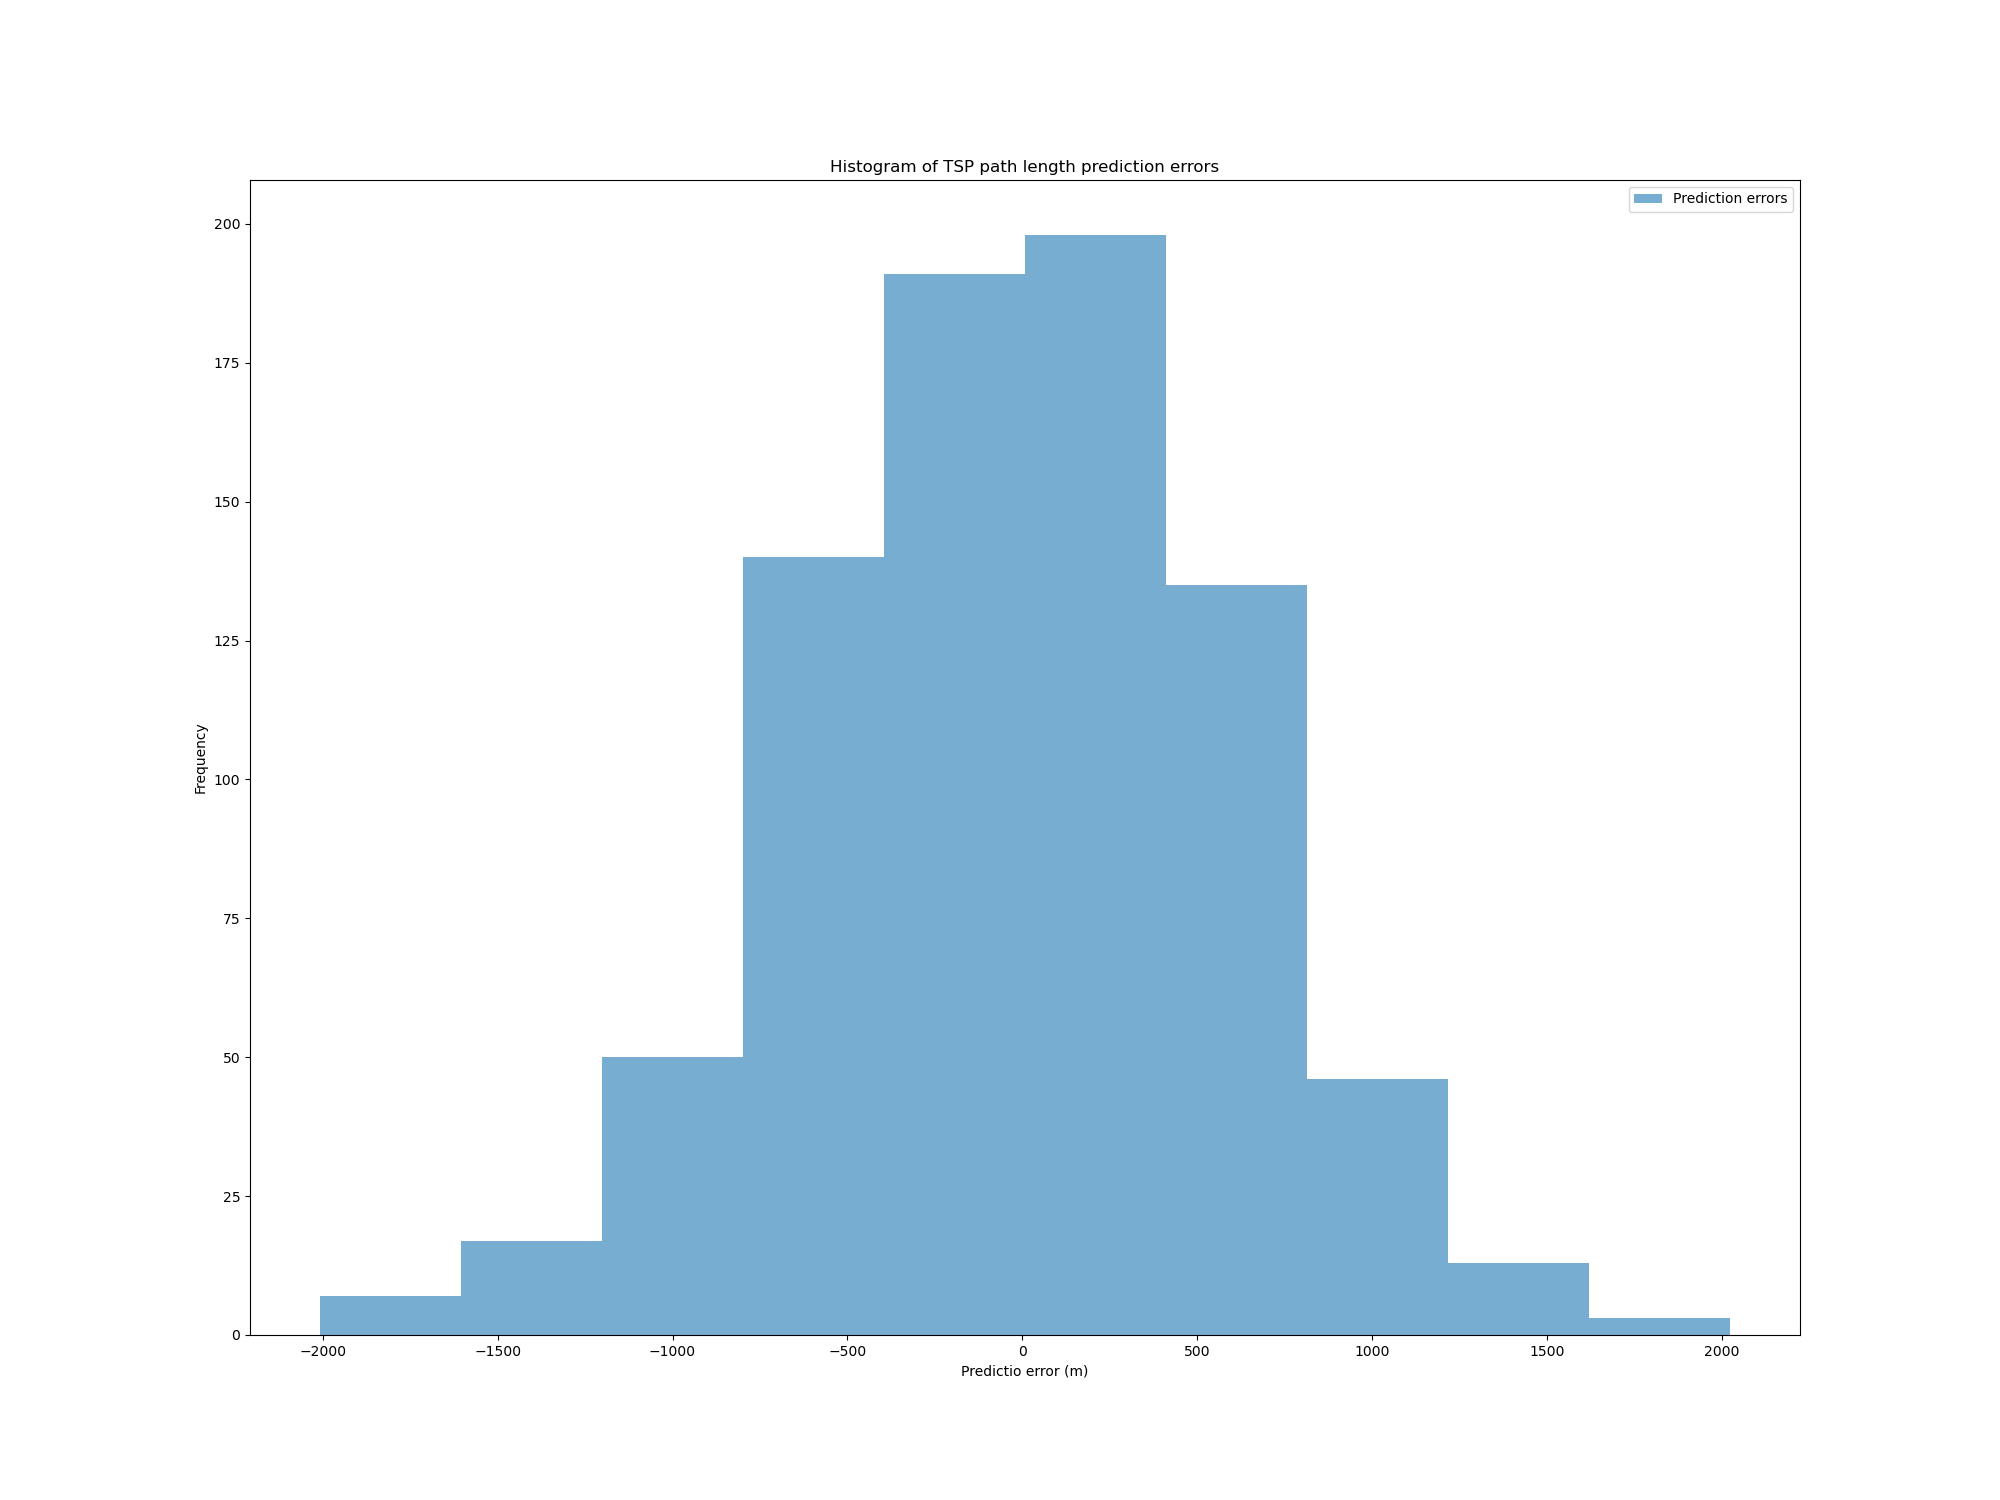 Histogram of TSP path length prediction errors
Prediction errors
200
175
150
125
100
75
50
25
0
Frequency
−2000 −1500 −1000 −500 0 500 1000 1500 2000
Predictio error (m)